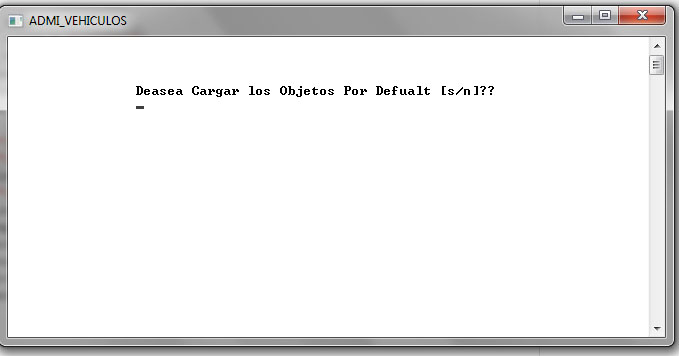 ADMI_VEHICULOS
Deasea Cargar los Objetos Por Defualt [s/n]??